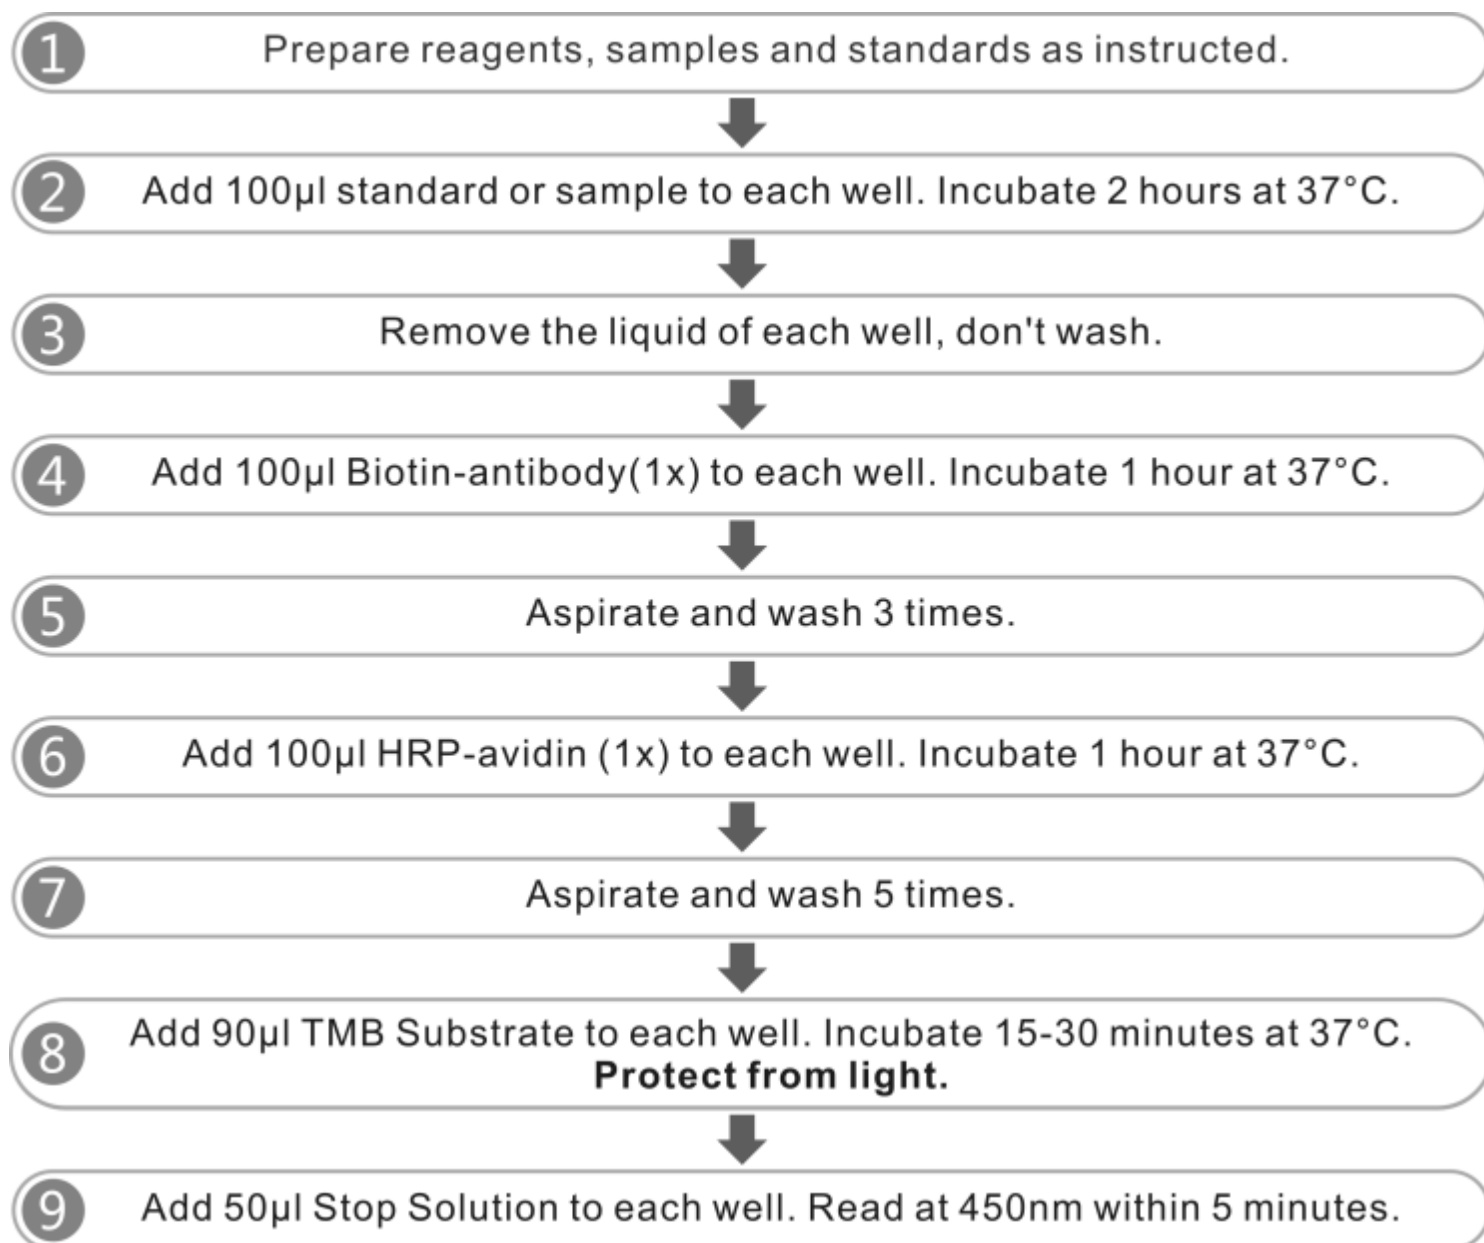 1
Prepare reagents, samples and standards as instructed.
2
Add 100µl standard or sample to each well. Incubate 2 hours at 37°C.
3
Remove the liquid of each well, don't wash.
4
Add 100µl Biotin-antibody(1x) to each well. Incubate 1 hour at 37°C.
5
Aspirate and wash 3 times.
6
Add 100µl HRP-avidin (1x) to each well. Incubate 1 hour at 37°C.
7
Aspirate and wash 5 times.
8
Add 90µl TMB Substrate to each well. Incubate 15-30 minutes at 37°C.
Protect from light.
9
Add 50µl Stop Solution to each well. Read at 450nm within 5 minutes.